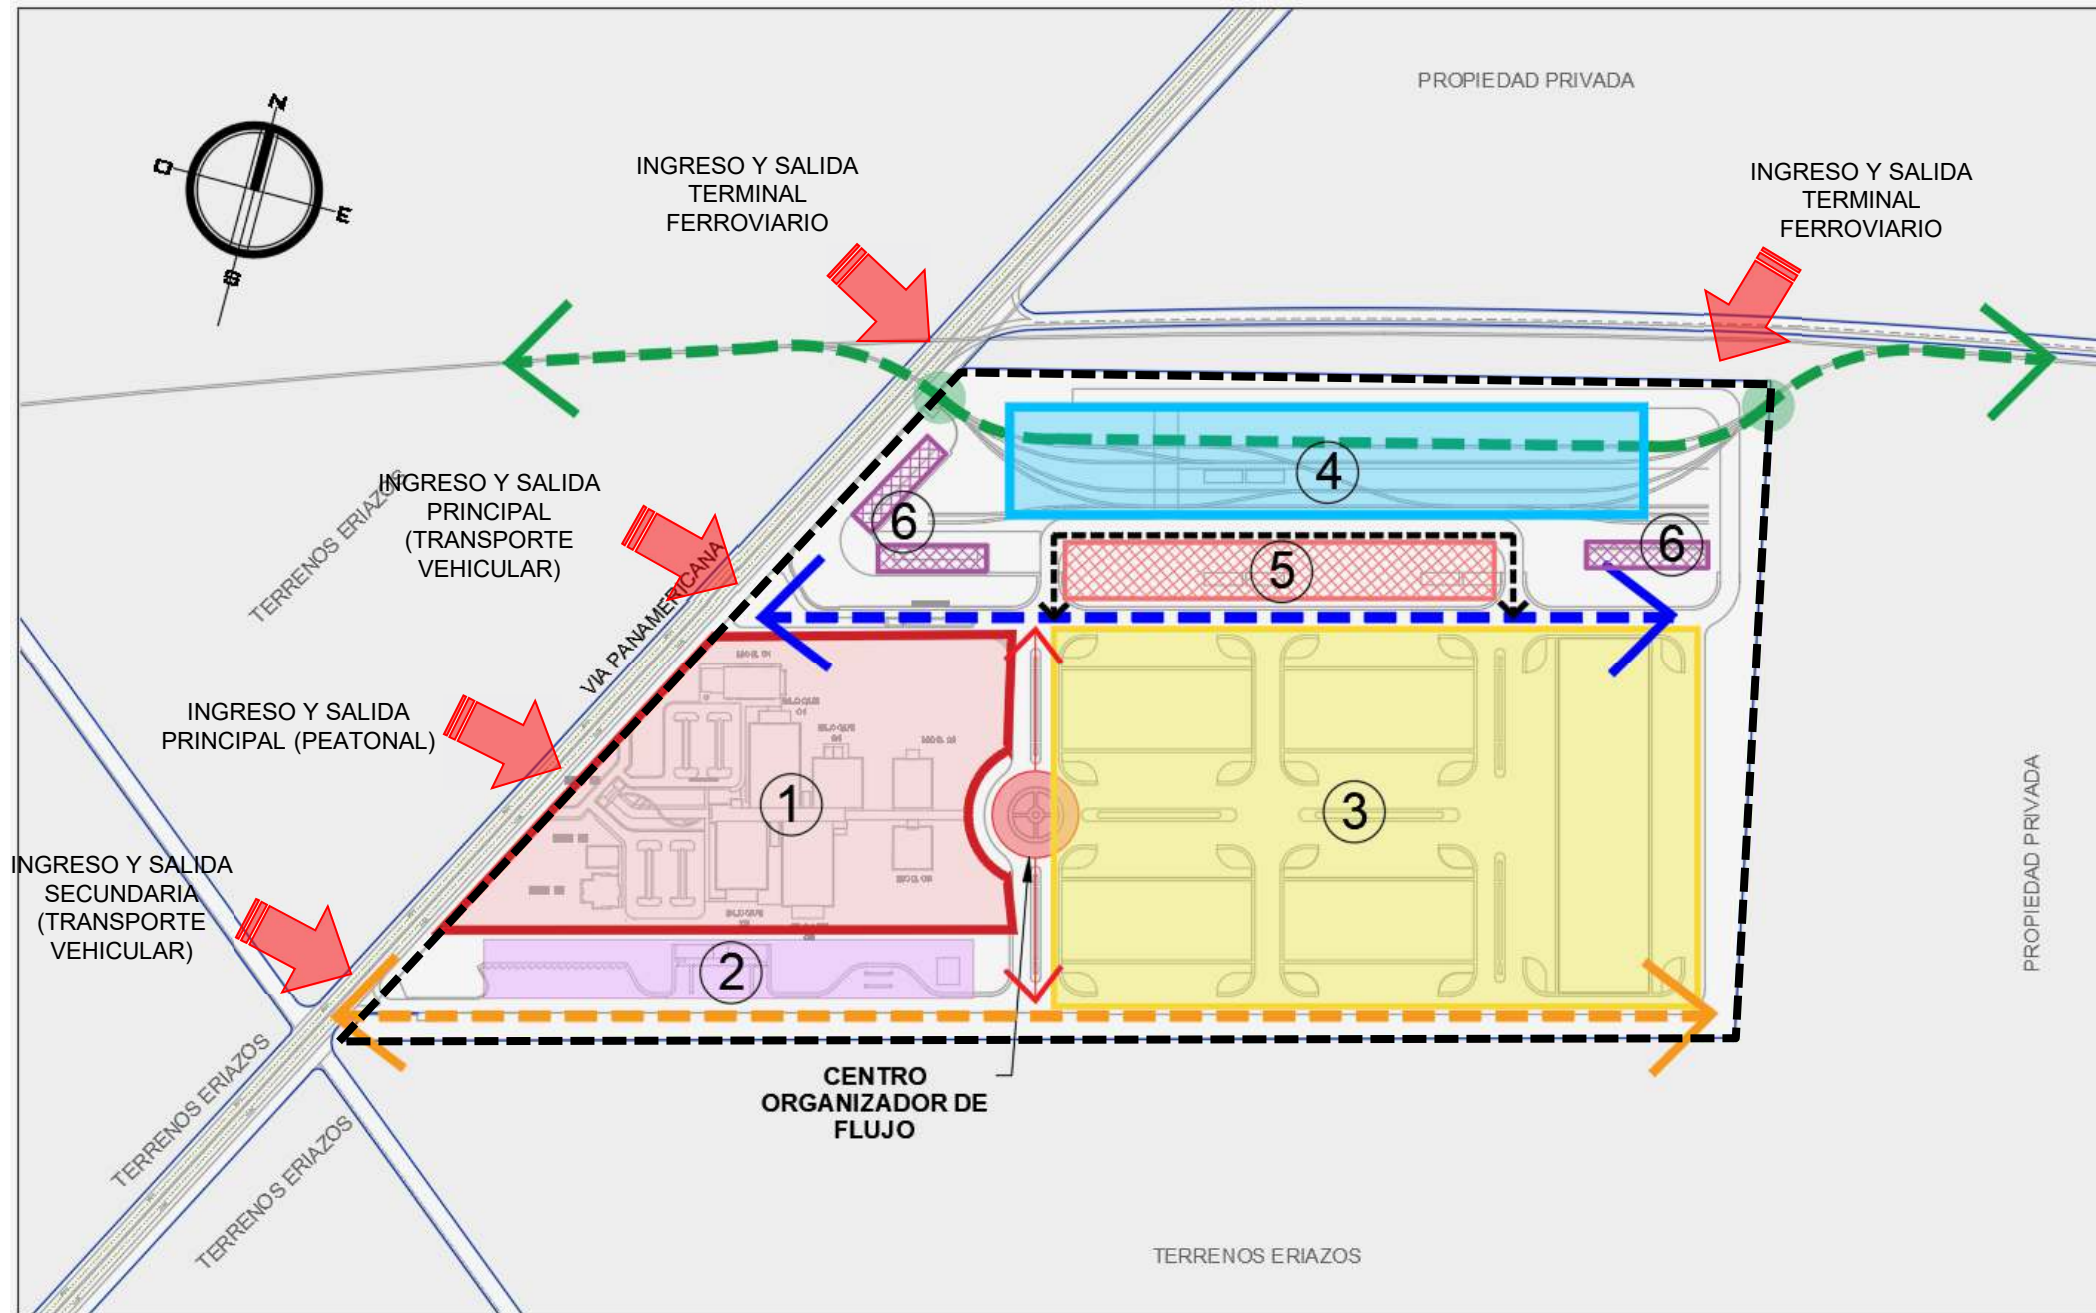 PROPIEDAD PRIVADA
N
O
E
S
INGRESO Y SALIDA
TERMINAL
FERROVIARIO
INGRESO Y SALIDA
TERMINAL
FERROVIARIO
TERRENOS ERIAZOS
INGRESO Y SALIDA
PRINCIPAL
(TRANSPORTE
VEHICULAR)
VIA PANAMERICANA
4
6
5
6
INGRESO Y SALIDA
PRINCIPAL (PEATONAL)
1
3
PROPIEDAD PRIVADA
INGRESO Y SALIDA
SECUNDARIA
(TRANSPORTE
VEHICULAR)
2
TERRENOS ERIAZOS
CENTRO
ORGANIZADOR DE
FLUJO
TERRENOS ERIAZOS
TERRENOS ERIAZOS